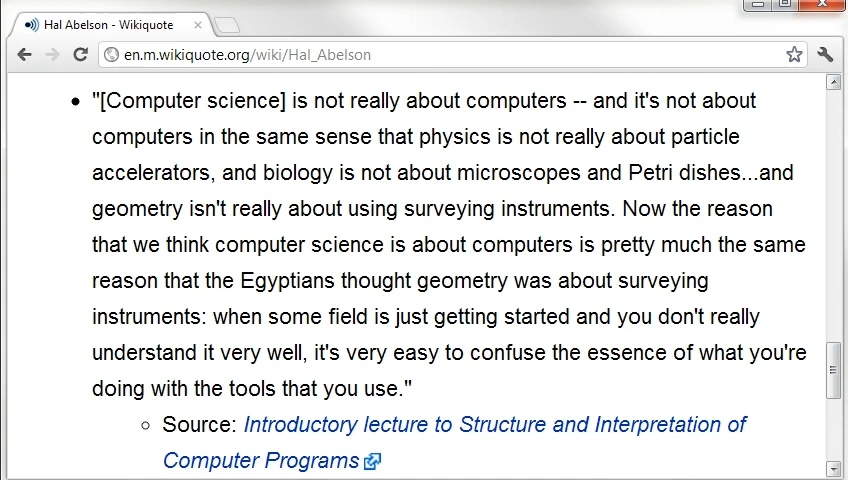 Hal Abelson - Wikiquote
en.m.wikiquote.org/wiki/Hal_Abelson
"[Computer science] is not really about computers -- and it's not about
computers in the same sense that physics is not really about particle
accelerators, and biology is not about microscopes and Petri dishes...and
geometry isn't really about using surveying instruments. Now the reason
that we think computer science is about computers is pretty much the same
reason that the Egyptians thought geometry was about surveying
instruments: when some field is just getting started and you don't really
understand it very well, it's very easy to confuse the essence of what you're
doing with the tools that you use."
Source: Introductory lecture to Structure and Interpretation of
Computer Programs